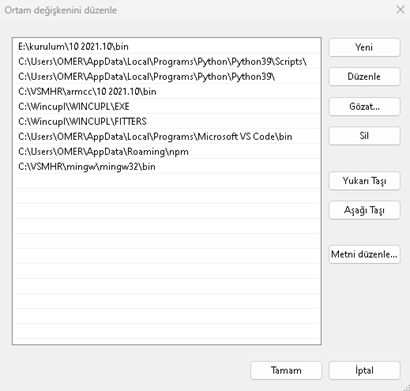 Ortam değişkenini düzenle
E:\kurulum\10 2021.10\bin
C:\Users\OMER\AppData\Local\Programs\Python\Python39\Scripts\
C:\Users\OMER\AppData\Local\Programs\Python\Python39\
C:\VSMHR\armcc\10 2021.10\bin
C:\Wincupl\WINCUPL\EXE
C:\Wincupl\WINCUPL\FITTERS
C:\Users\OMER\AppData\Local\Programs\Microsoft VS Code\bin
C:\Users\OMER\AppData\Roaming\npm
C:\VSMHR\mingw\mingw32\bin
Yeni
Düzenle
Gözat...
Sil
Yukarı Taşı
Aşağı Taşı
Metni düzenle...
Tamam
İptal